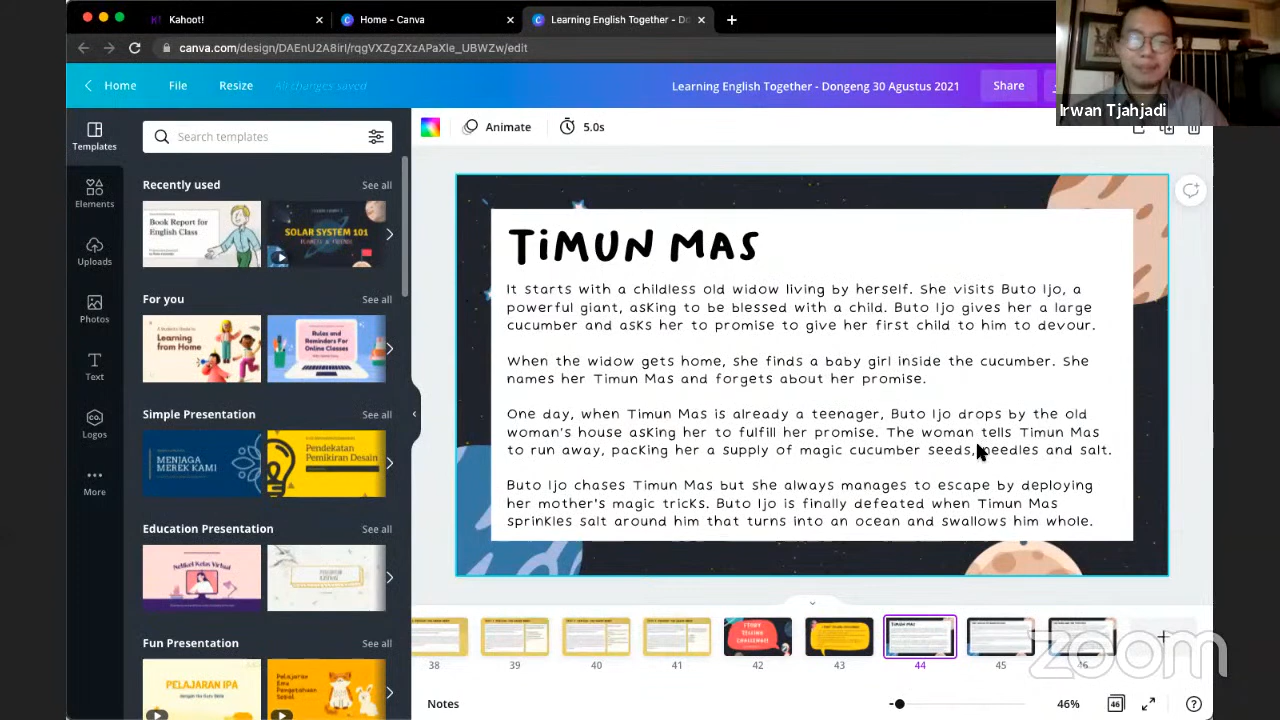 Kahoot!
Home - Canva
Learning English Together - Do
canva.com/design/DAEnU2A8irI/rqgVXZgZXzAPaXle_UBWZw/edit
Home
File
Resize
All changes saved
Learning English Together - Dongeng 30 Agustus 2021
Share
Irwan Tjahjadi
Templates
Elements
Uploads
Photos
Text
Logos
More
Search templates
Recently used
See all
Book Report for
English Class
SOLAR SYSTEM 101
For you
See all
Learning
from Home
Rules and
Reminders For
Online Classes
Simple Presentation
See all
MENJAGA
MEREK KAMI
Pendekatan
Pemikiran Desain
Education Presentation
See all
Fun Presentation
See all
PELAJARAN IPA
Pelajaran
Ilmu
Pengetahuan
Sosial
Animate
5.0s
TIMUN MAS
It starts with a childless old widow living by herself. She visits Buto Ijo, a
powerful giant, asking to be blessed with a child. Buto Ijo gives her a large
cucumber and asks her to promise to give her first child to him to devour.
When the widow gets home, she finds a baby girl inside the cucumber. She
names her Timun Mas and forgets about her promise.
One day, when Timun Mas is already a teenager, Buto Ijo drops by the old
woman's house asking her to fulfill her promise. The woman tells Timun Mas
to run away, packing her a supply of magic cucumber seeds, needles and salt.
Buto Ijo chases Timun Mas but she always manages to escape by deploying
her mother's magic tricks. Buto Ijo is finally defeated when Timun Mas
sprinkles salt around him that turns into an ocean and swallows him whole.
38
39
40
41
42
43
44
45
46
STORY
TELLING
CHALLENGE!
TIMUN MAS
zoom
Notes
46%
46